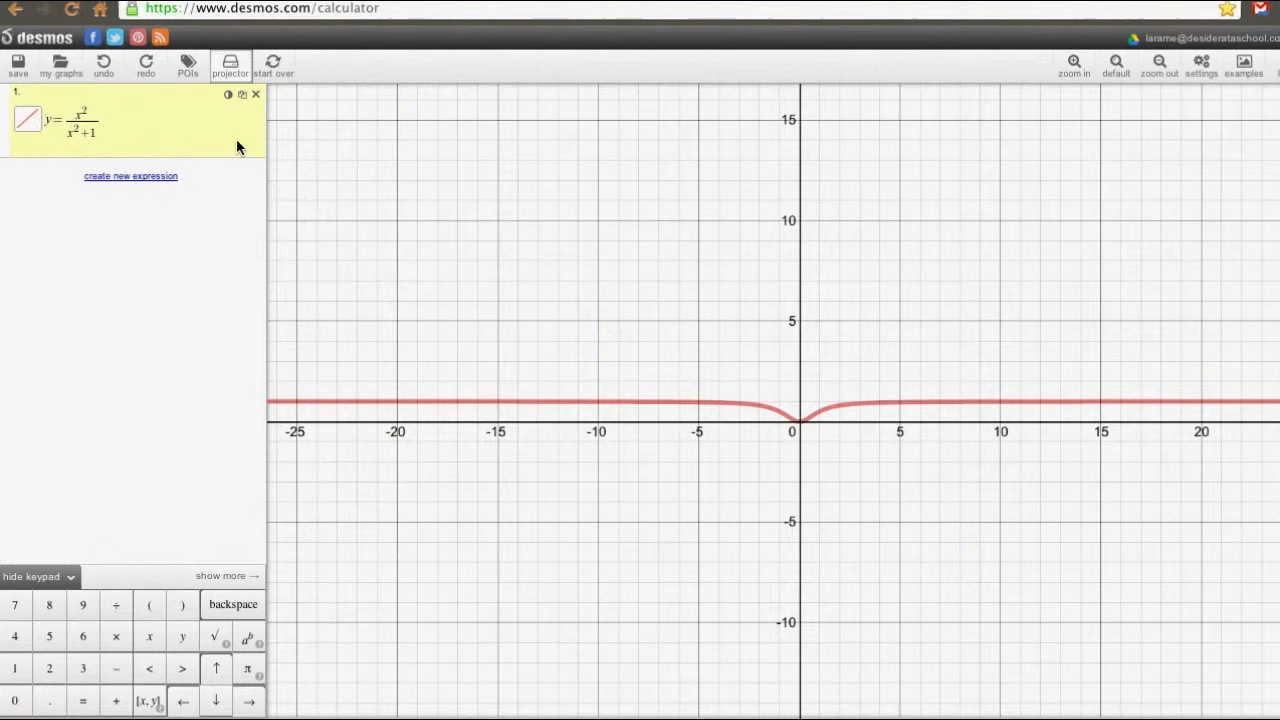 https://www.desmos.com/calculator
desmos
larame@desiderataschool.co
save my graphs undo redo POIs projector start over zoom in default zoom out settings examples
1.
y = x²/(x²+1)
create new expression
15
10
5
-25 -20 -15 -10 -5 0 5 10 15 20
-5
-10
hide keypad
show more →
7 8 9 ÷ ( ) backspace
4 5 6 × x y √ aᵇ
1 2 3 − < > ↑ π
0 . = + [x, y] ← ↓ →